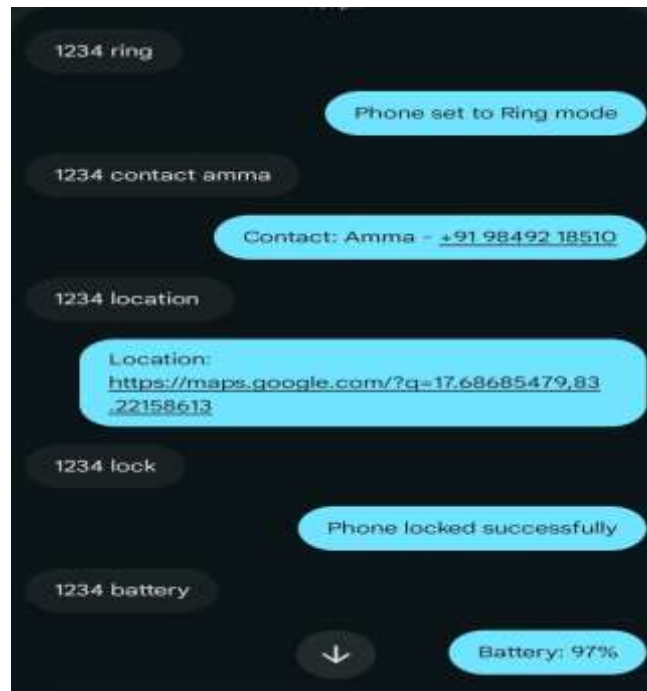 1234 ring
Phone set to Ring mode
1234 contact amma
Contact: Amma - +91 98492 18510
1234 location
Location:
https://maps.google.com/?q=17.68685479,83
.22158613
1234 lock
Phone locked successfully
1234 battery
Battery: 97%